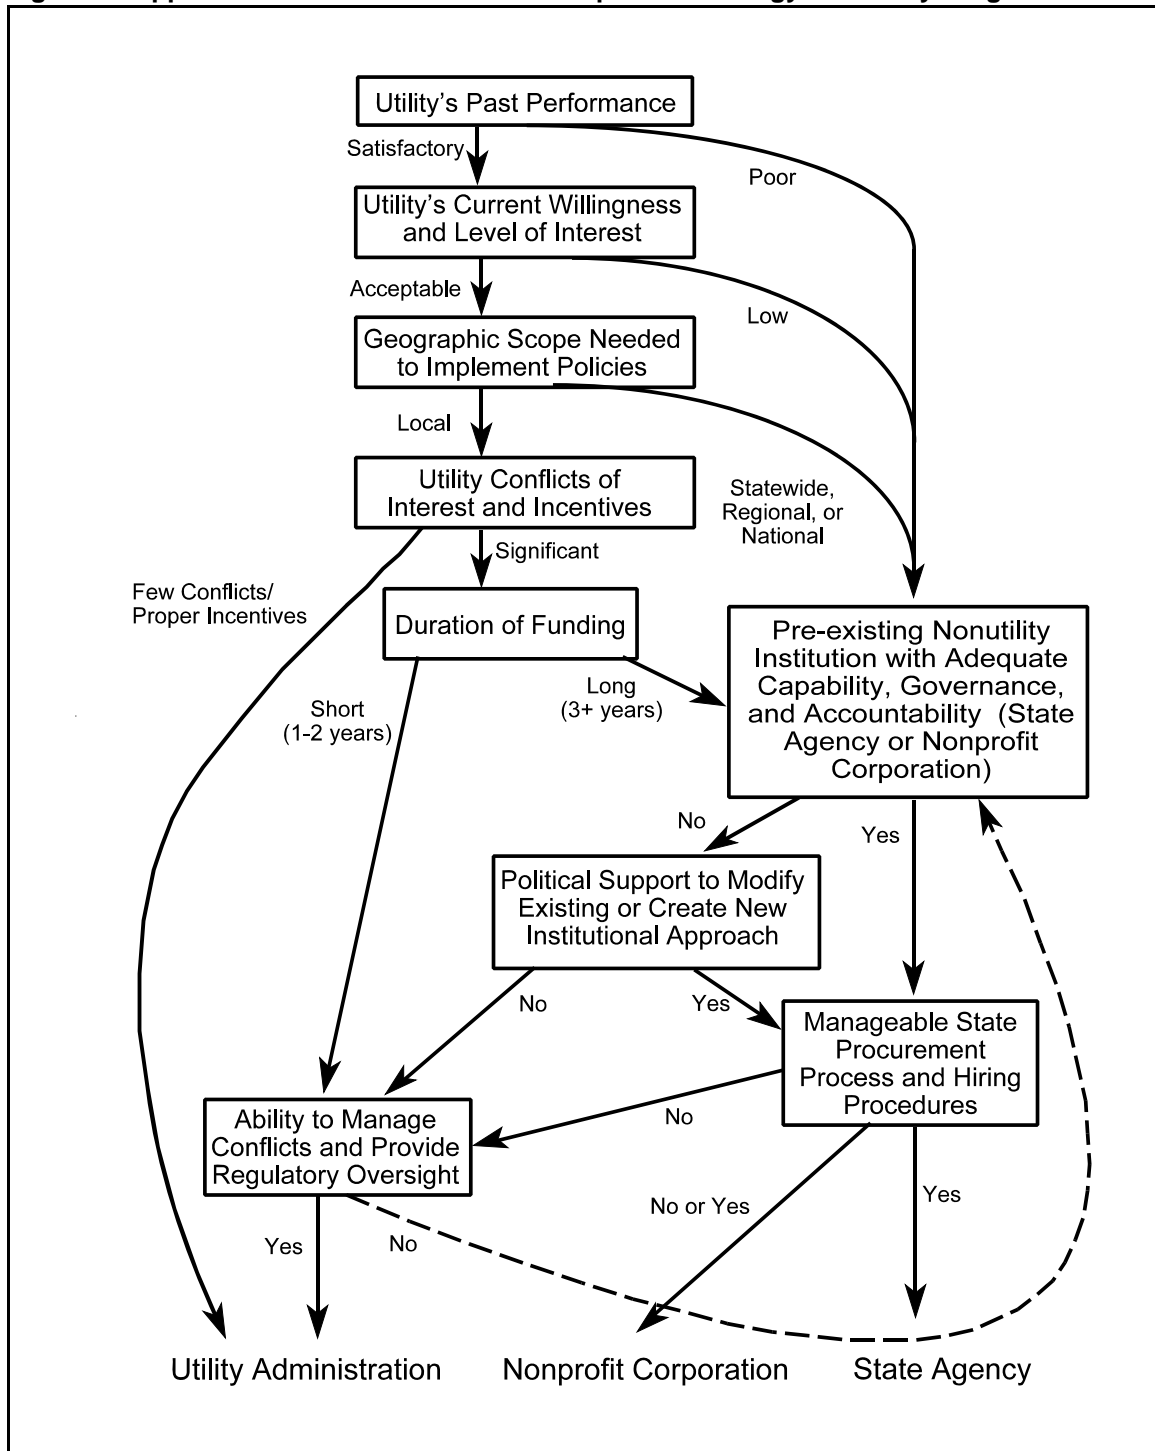 Utility's Past Performance
Satisfactory
Poor
Utility's Current Willingness
and Level of Interest
Acceptable
Low
Geographic Scope Needed
to Implement Policies
Local
Utility Conflicts of
Interest and Incentives
Statewide,
Regional, or
National
Significant
Few Conflicts/
Proper Incentives
Duration of Funding
Pre-existing Nonutility
Institution with Adequate
Capability, Governance,
and Accountability (State
Agency or Nonprofit
Corporation)
Long
(3+ years)
Short
(1-2 years)
No
Yes
Political Support to Modify
Existing or Create New
Institutional Approach
No
Yes
Manageable State
Procurement
Process and Hiring
Procedures
Ability to Manage
Conflicts and Provide
Regulatory Oversight
No
No or Yes
Yes
Yes
No
Utility Administration
Nonprofit Corporation
State Agency